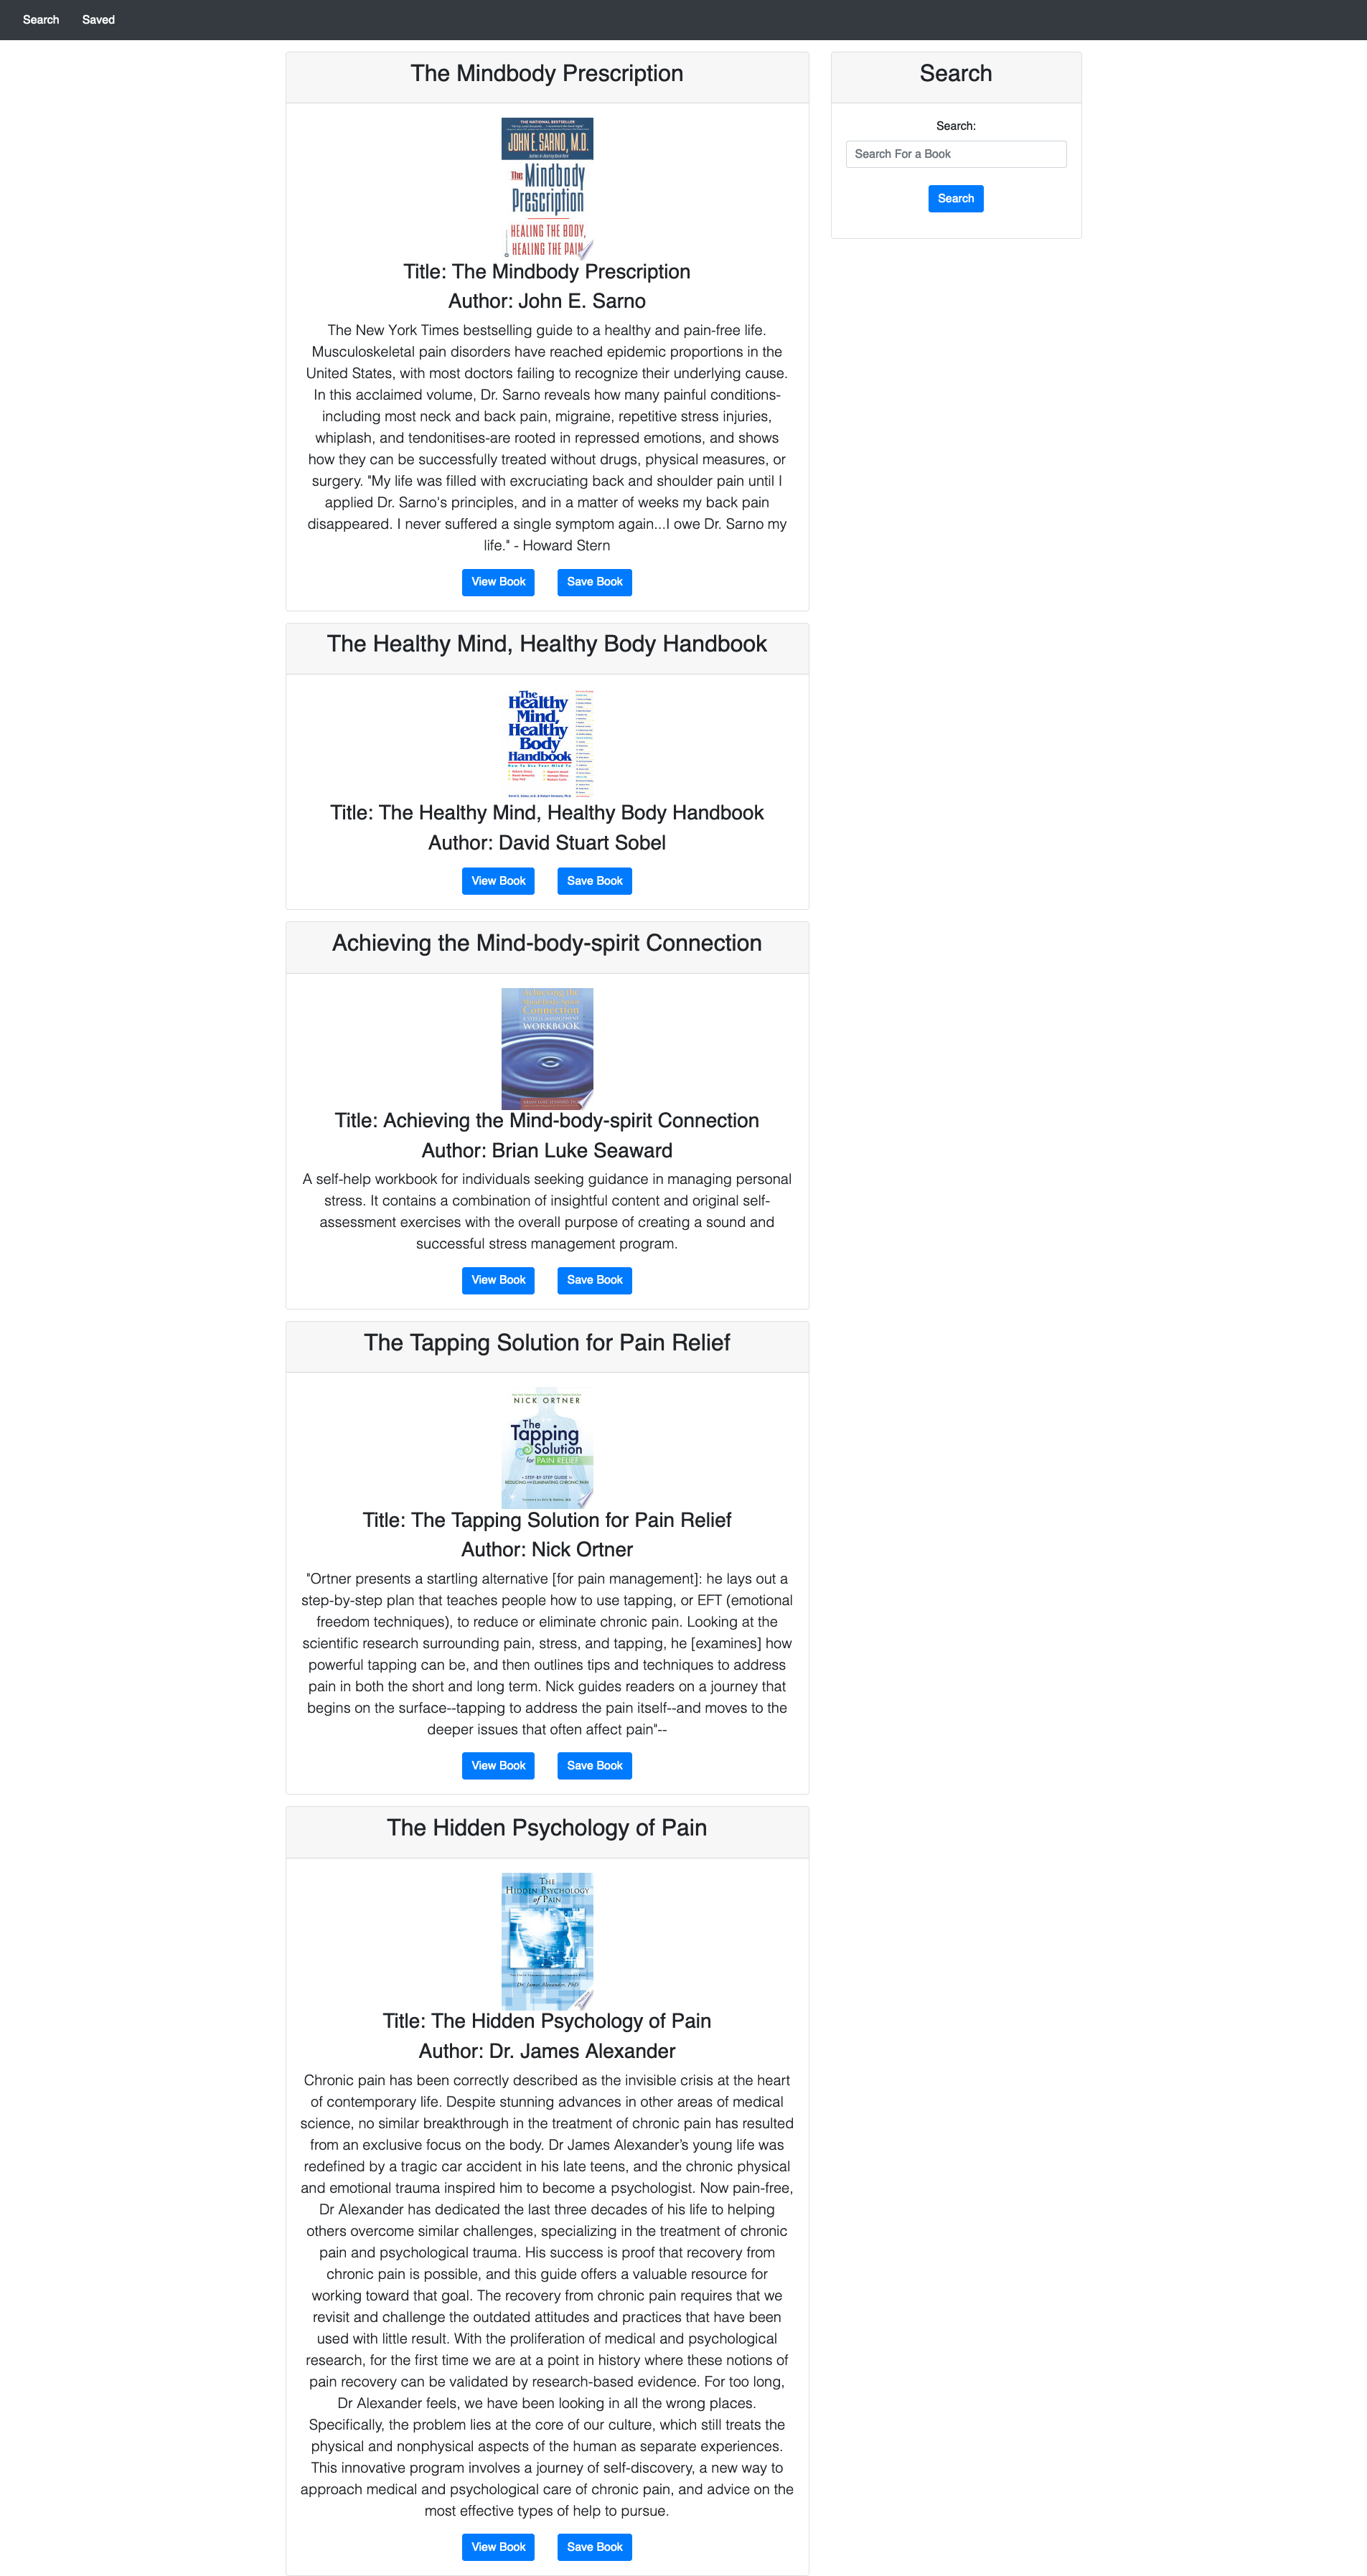 Search Saved
The Mindbody Prescription
THE NATIONAL BESTSELLER
JOHN E. SARNO, M.D.
The Mindbody
Prescription
HEALING THE BODY,
HEALING THE PAIN
Title: The Mindbody Prescription
Author: John E. Sarno
The New York Times bestselling guide to a healthy and pain-free life.
Musculoskeletal pain disorders have reached epidemic proportions in the
United States, with most doctors failing to recognize their underlying cause.
In this acclaimed volume, Dr. Sarno reveals how many painful conditions-
including most neck and back pain, migraine, repetitive stress injuries,
whiplash, and tendonitises-are rooted in repressed emotions, and shows
how they can be successfully treated without drugs, physical measures, or
surgery. "My life was filled with excruciating back and shoulder pain until I
applied Dr. Sarno's principles, and in a matter of weeks my back pain
disappeared. I never suffered a single symptom again...I owe Dr. Sarno my
life." - Howard Stern
View Book Save Book
The Healthy Mind, Healthy Body Handbook
The
Healthy
Mind,
Healthy
Body
Handbook
Title: The Healthy Mind, Healthy Body Handbook
Author: David Stuart Sobel
View Book Save Book
Achieving the Mind-body-spirit Connection
Achieving the
Mind-Body-Spirit
Connection
A STRESS MANAGEMENT
WORKBOOK
Title: Achieving the Mind-body-spirit Connection
Author: Brian Luke Seaward
A self-help workbook for individuals seeking guidance in managing personal
stress. It contains a combination of insightful content and original self-
assessment exercises with the overall purpose of creating a sound and
successful stress management program.
View Book Save Book
The Tapping Solution for Pain Relief
NICK ORTNER
The
Tapping
Solution
for PAIN RELIEF
A STEP-BY-STEP GUIDE to
REDUCING and ELIMINATING CHRONIC PAIN
Title: The Tapping Solution for Pain Relief
Author: Nick Ortner
"Ortner presents a startling alternative [for pain management]: he lays out a
step-by-step plan that teaches people how to use tapping, or EFT (emotional
freedom techniques), to reduce or eliminate chronic pain. Looking at the
scientific research surrounding pain, stress, and tapping, he [examines] how
powerful tapping can be, and then outlines tips and techniques to address
pain in both the short and long term. Nick guides readers on a journey that
begins on the surface--tapping to address the pain itself--and moves to the
deeper issues that often affect pain"--
View Book Save Book
The Hidden Psychology of Pain
THE
HIDDEN PSYCHOLOGY
of PAIN
Dr. James Alexander, PhD
Title: The Hidden Psychology of Pain
Author: Dr. James Alexander
Chronic pain has been correctly described as the invisible crisis at the heart
of contemporary life. Despite stunning advances in other areas of medical
science, no similar breakthrough in the treatment of chronic pain has resulted
from an exclusive focus on the body. Dr James Alexander’s young life was
redefined by a tragic car accident in his late teens, and the chronic physical
and emotional trauma inspired him to become a psychologist. Now pain-free,
Dr Alexander has dedicated the last three decades of his life to helping
others overcome similar challenges, specializing in the treatment of chronic
pain and psychological trauma. His success is proof that recovery from
chronic pain is possible, and this guide offers a valuable resource for
working toward that goal. The recovery from chronic pain requires that we
revisit and challenge the outdated attitudes and practices that have been
used with little result. With the proliferation of medical and psychological
research, for the first time we are at a point in history where these notions of
pain recovery can be validated by research-based evidence. For too long,
Dr Alexander feels, we have been looking in all the wrong places.
Specifically, the problem lies at the core of our culture, which still treats the
physical and nonphysical aspects of the human as separate experiences.
This innovative program involves a journey of self-discovery, a new way to
approach medical and psychological care of chronic pain, and advice on the
most effective types of help to pursue.
View Book Save Book
Search
Search:
Search For a Book
Search